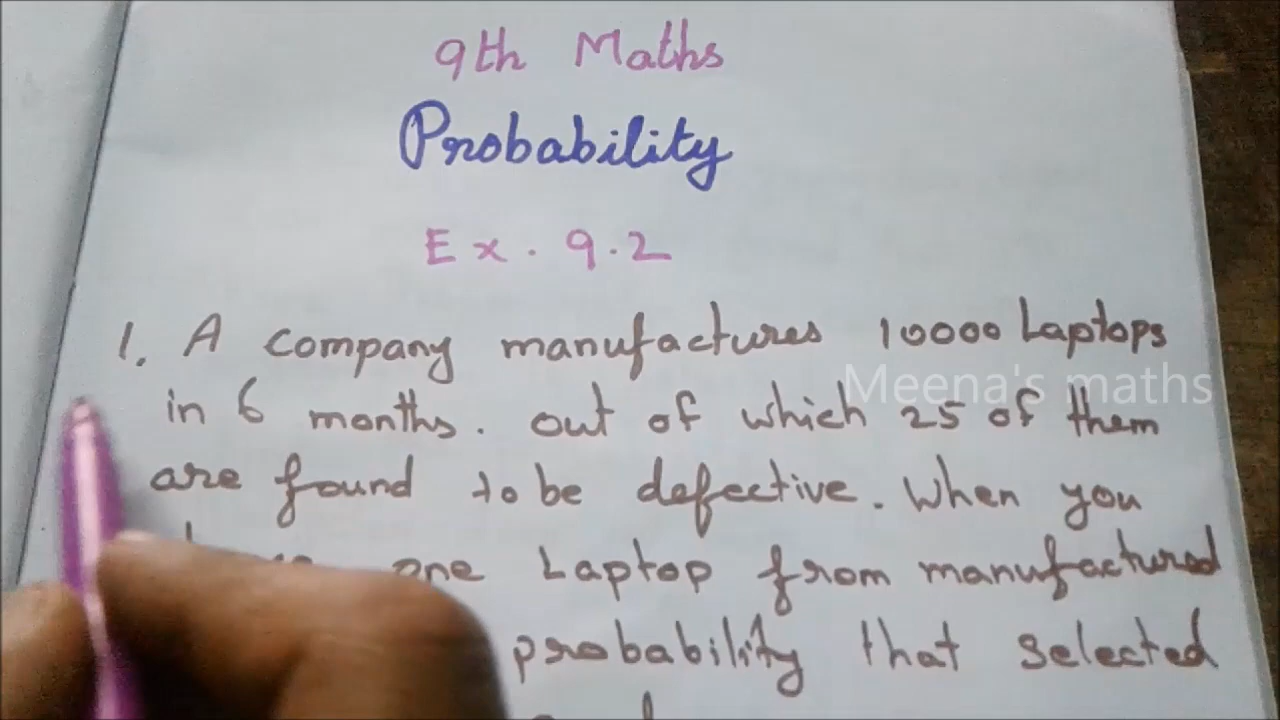 9th Maths
Probability
Ex. 9.2
1. A company manufactures 10000 Laptops
Meena's maths
in 6 months. out of which 25 of them
are found to be defective. When you
one Laptop from manufactured
probability that selected